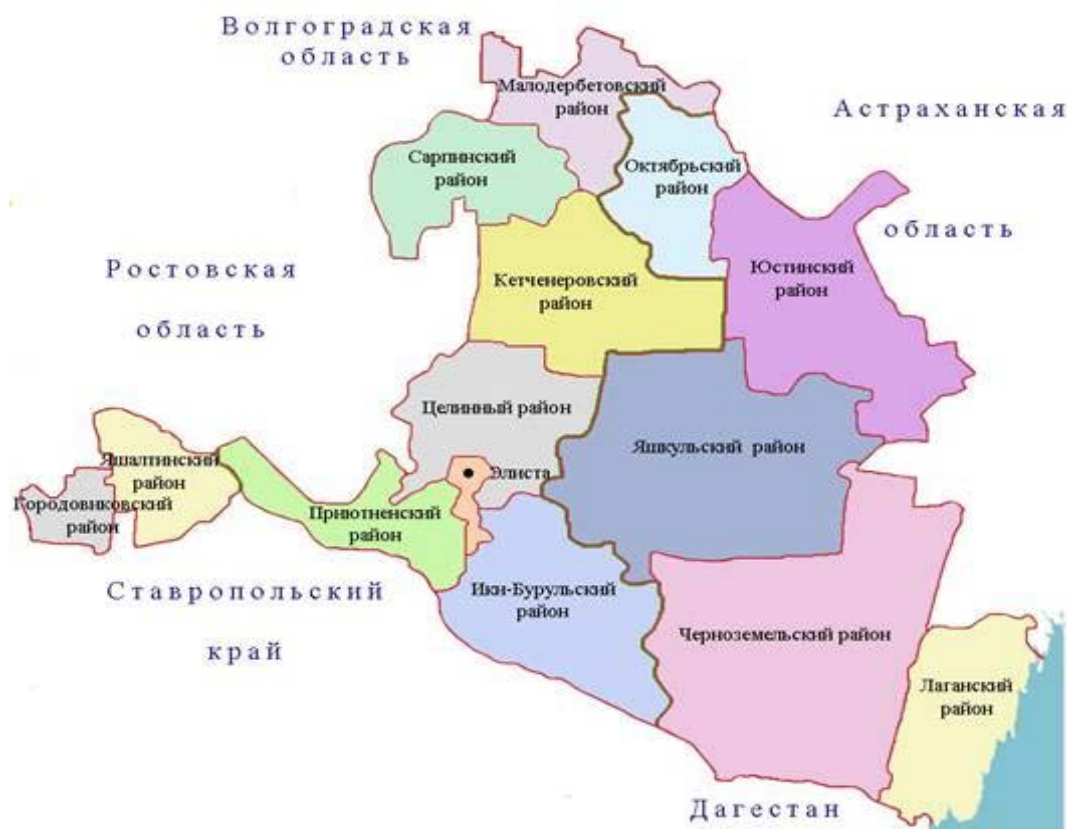 Волгоградская
область
Малодербетовский
район
Астраханская
область
Сарпинский
район
Октябрьский
район
Ростовская
область
Кетченеровский
район
Юстинский
район
Целинный район
Яшкульский район
Элиста
Яшалтинский
район
Городовиковский
район
Приютненский
район
Ставропольский
край
Ики-Бурульский
район
Черноземельский район
Лаганский
район
Дагестан